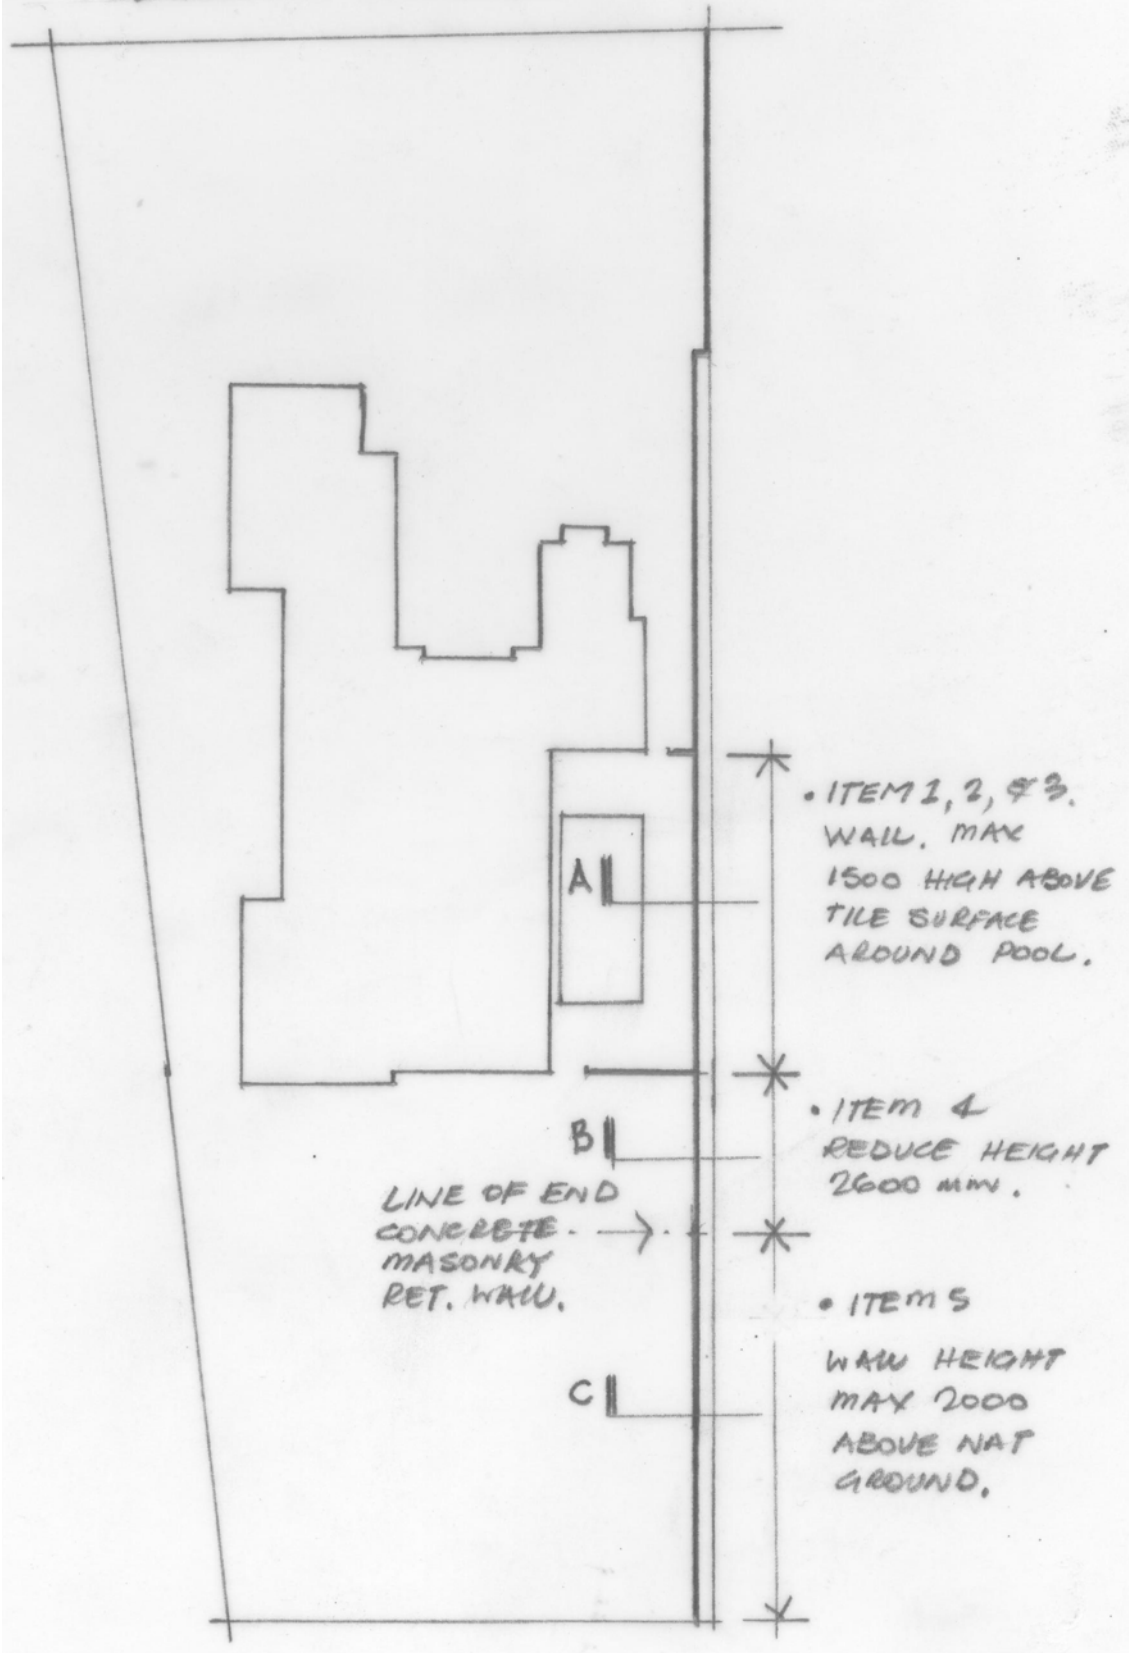 • ITEM 1, 2, & 3.
WALL. MAX
1500 HIGH ABOVE
TILE SURFACE
AROUND POOL.
A
• ITEM 4
REDUCE HEIGHT
2600 mm.
B
LINE OF END
CONCRETE
MASONRY
RET. WALL.
• ITEM 5
WALL HEIGHT
MAX 2000
ABOVE NAT
GROUND.
C